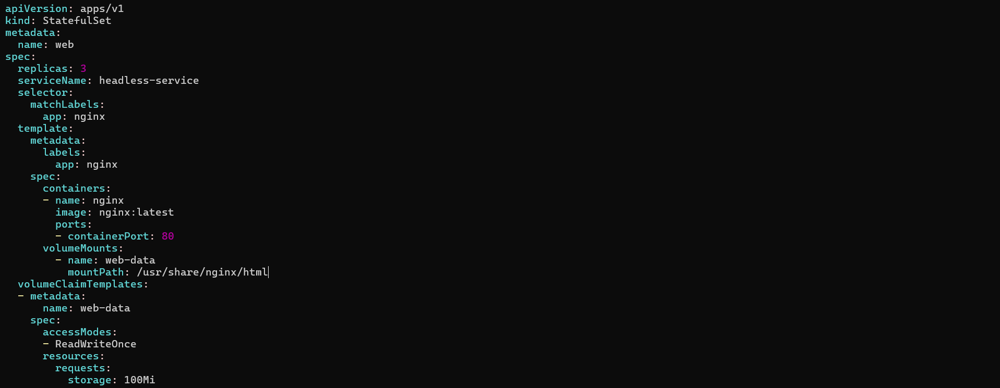 apiVersion: apps/v1
kind: StatefulSet
metadata:
  name: web
spec:
  replicas: 3
  serviceName: headless-service
  selector:
    matchLabels:
      app: nginx
  template:
    metadata:
      labels:
        app: nginx
    spec:
      containers:
      - name: nginx
        image: nginx:latest
        ports:
        - containerPort: 80
      volumeMounts:
        - name: web-data
          mountPath: /usr/share/nginx/html
  volumeClaimTemplates:
  - metadata:
      name: web-data
    spec:
      accessModes:
      - ReadWriteOnce
      resources:
        requests:
          storage: 100Mi